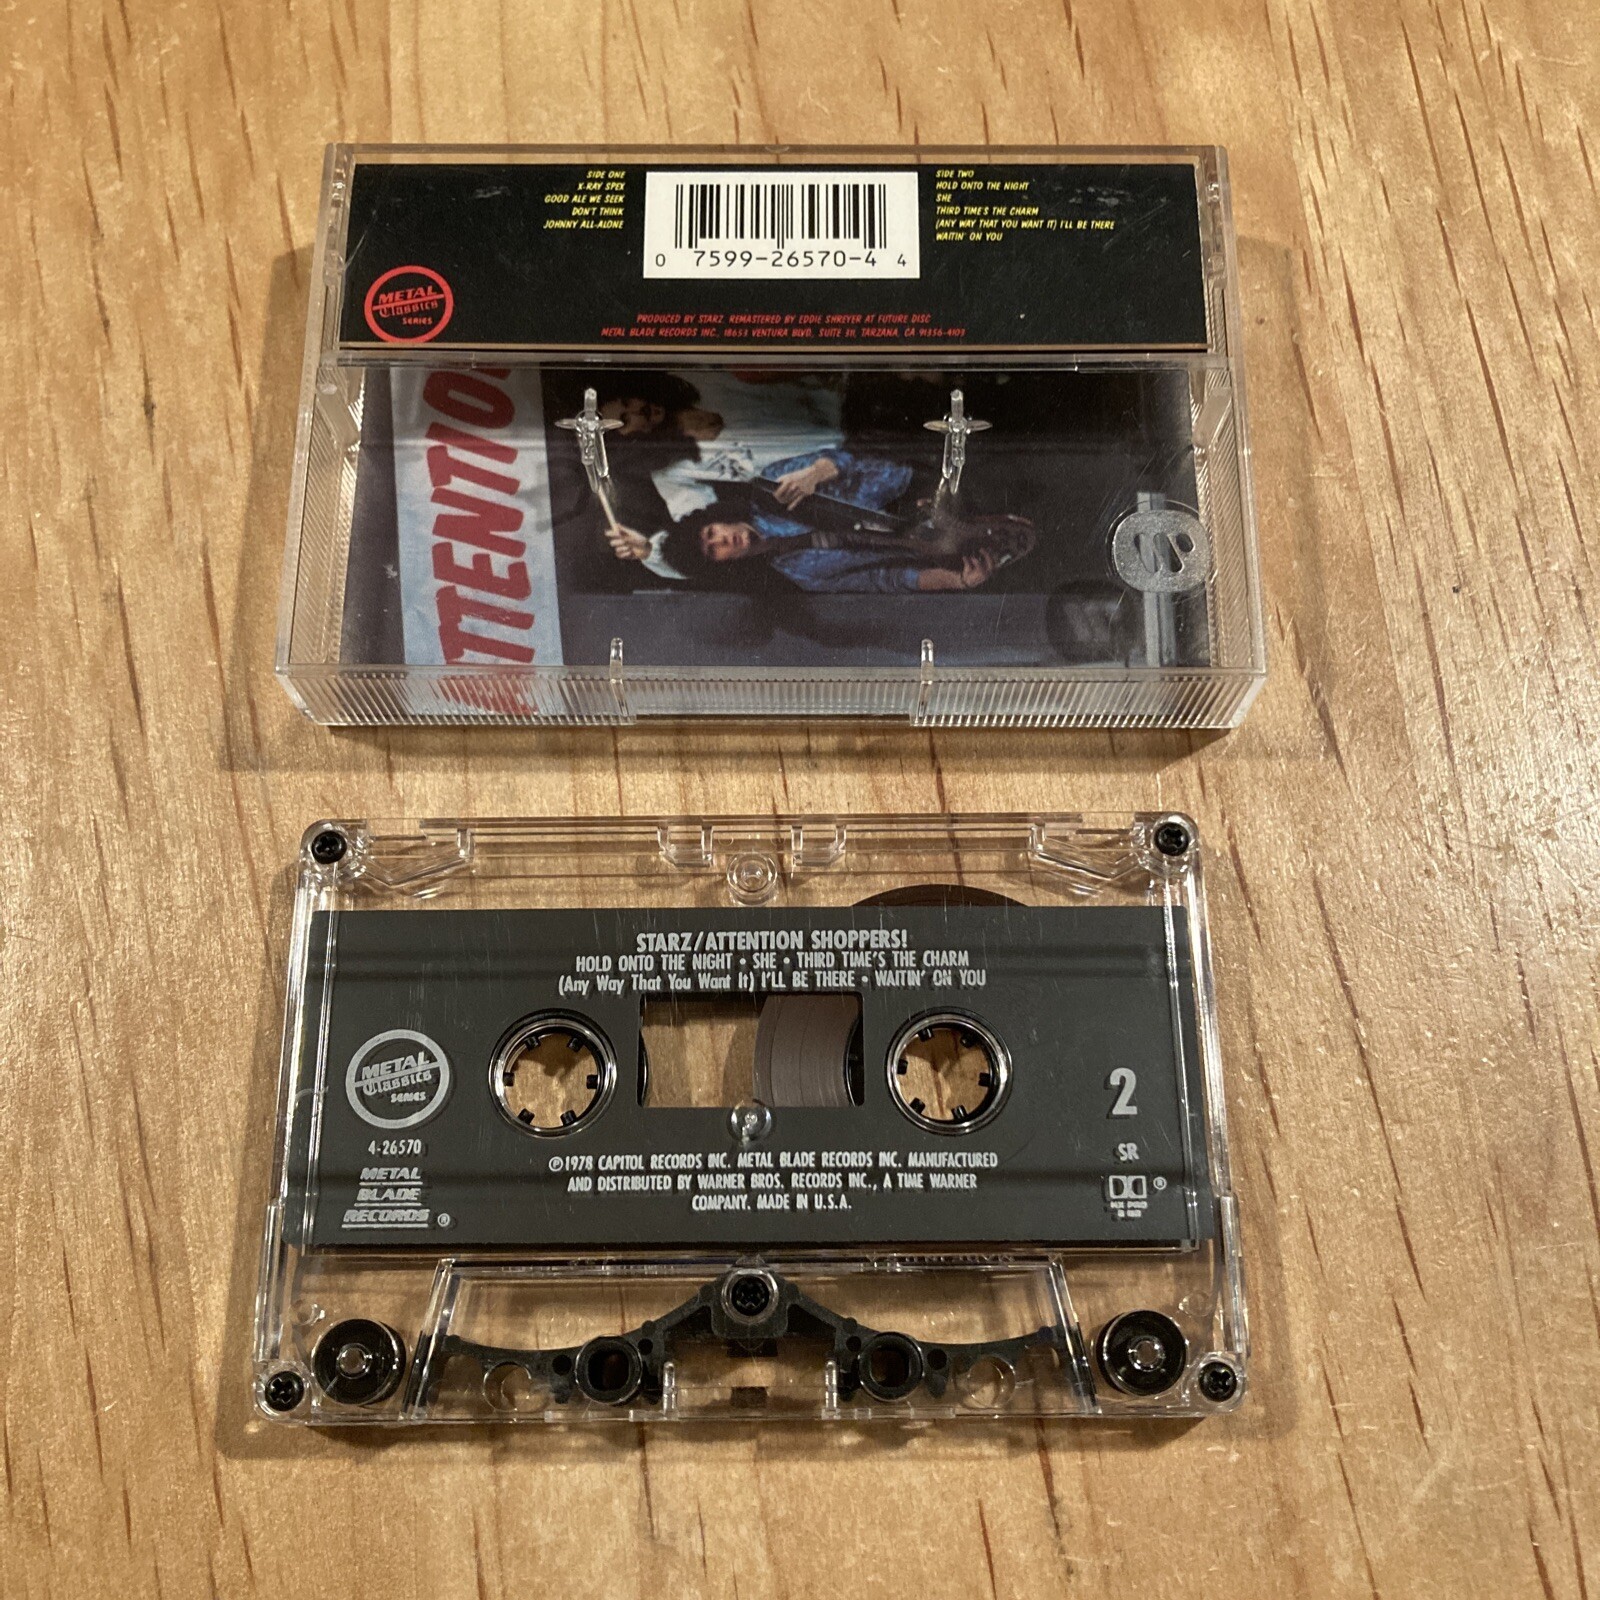 SIDE ONE
X-RAY SPEX
GOOD ALE WE SEEK
DON'T THINK
JOHNNY ALL-ALONE
0 7599-26570-4 4
SIDE TWO
HOLD ONTO THE NIGHT
SHE
THIRD TIME'S THE CHARM
(ANY WAY THAT YOU WANT IT) I'LL BE THERE
WAITIN' ON YOU
METAL
Classics
SERIES
PRODUCED BY STARZ. REMASTERED BY EDDIE SHREYER AT FUTURE DISC
METAL BLADE RECORDS INC., 18653 VENTURA BLVD., SUITE 311, TARZANA, CA 91356-4103
ATTENTION
STARZ/ATTENTION SHOPPERS!
HOLD ONTO THE NIGHT • SHE • THIRD TIME'S THE CHARM
(Any Way That You Want It) I'LL BE THERE • WAITIN' ON YOU
METAL
Classics
SERIES
4-26570
METAL
BLADE
RECORDS ®
2
SR
®
HX PRO
B NR
℗1978 CAPITOL RECORDS INC. METAL BLADE RECORDS INC. MANUFACTURED
AND DISTRIBUTED BY WARNER BROS. RECORDS INC., A TIME WARNER
COMPANY. MADE IN U.S.A.